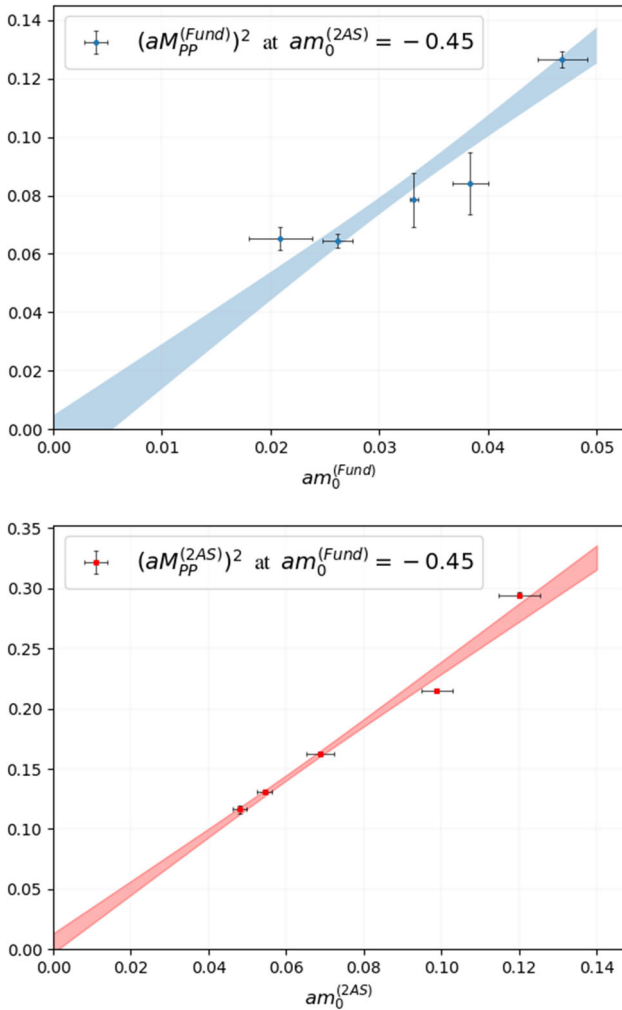 0.14
(aM_{PP}^{(Fund)})^2 at am_0^{(2AS)} = −0.45
0.12
0.10
0.08
0.06
0.04
0.02
0.00
0.00 0.01 0.02 0.03 0.04 0.05
am_0^{(Fund)}
0.35
(aM_{PP}^{(2AS)})^2 at am_0^{(Fund)} = −0.45
0.30
0.25
0.20
0.15
0.10
0.05
0.00
0.00 0.02 0.04 0.06 0.08 0.10 0.12 0.14
am_0^{(2AS)}